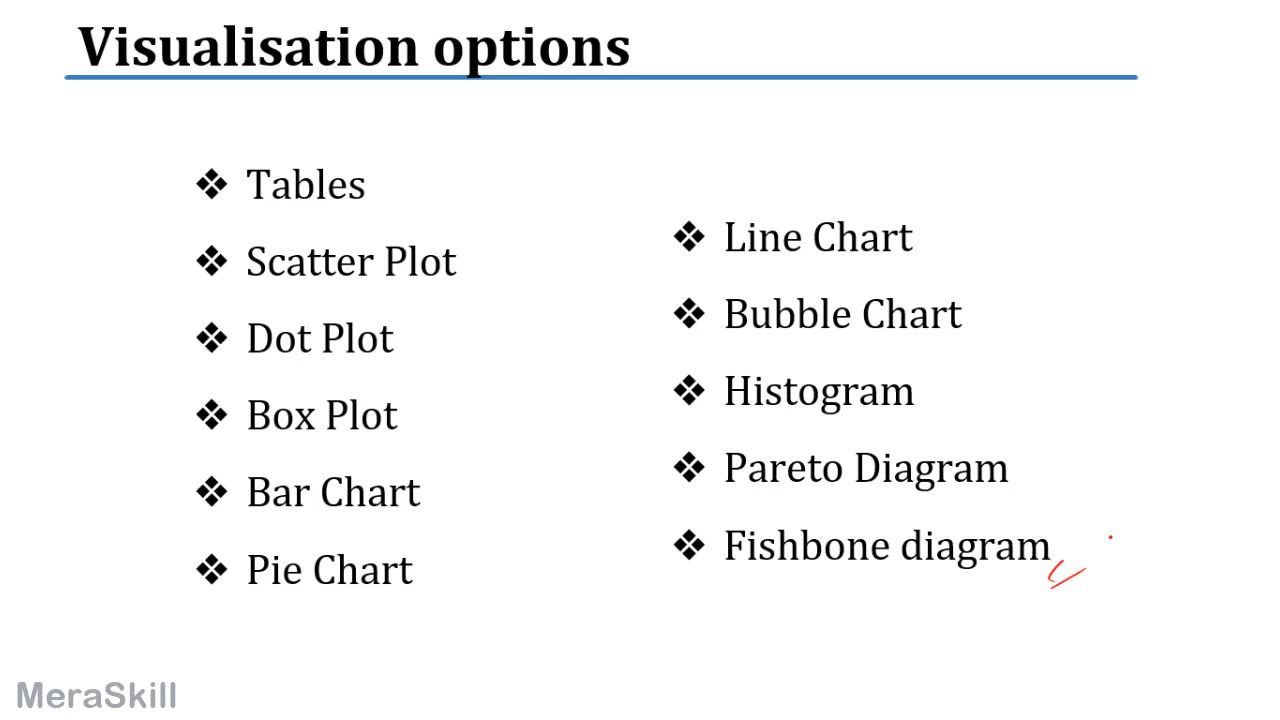 Visualisation options
❖ Tables
❖ Scatter Plot
❖ Dot Plot
❖ Box Plot
❖ Bar Chart
❖ Pie Chart
❖ Line Chart
❖ Bubble Chart
❖ Histogram
❖ Pareto Diagram
❖ Fishbone diagram
MeraSkill